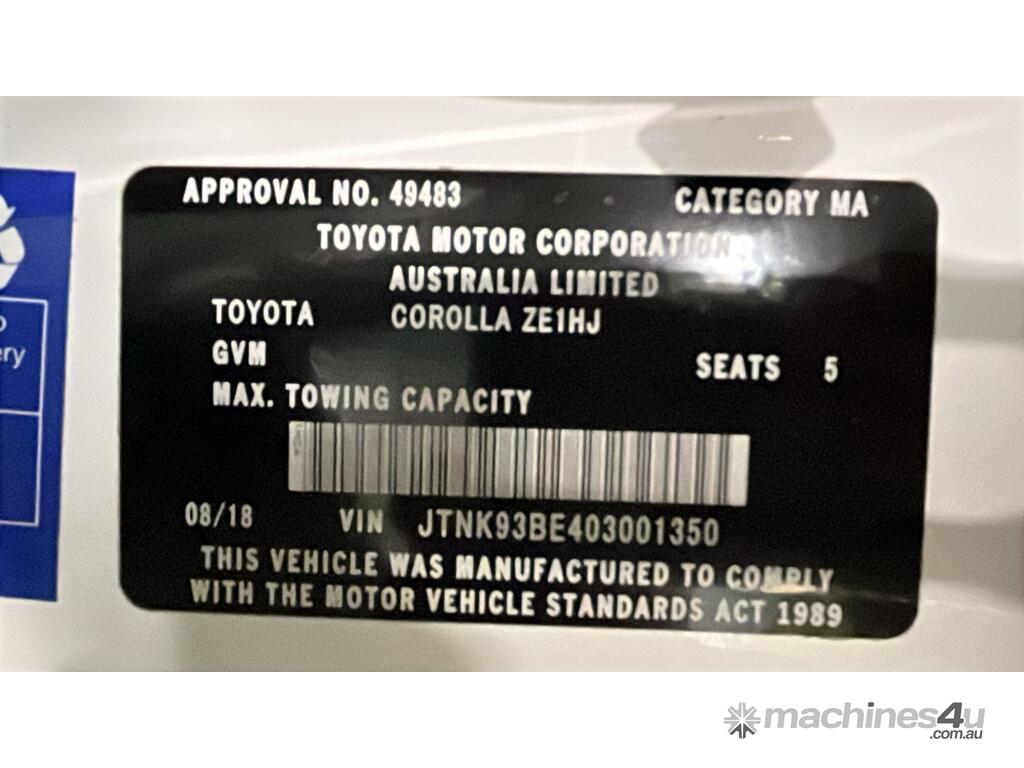 APPROVAL NO. 49483 CATEGORY MA
TOYOTA MOTOR CORPORATION
AUSTRALIA LIMITED
TOYOTA COROLLA ZE1HJ
GVM SEATS 5
MAX. TOWING CAPACITY
08/18 VIN JTNK93BE403001350
THIS VEHICLE WAS MANUFACTURED TO COMPLY
WITH THE MOTOR VEHICLE STANDARDS ACT 1989
machines4u
.com.au